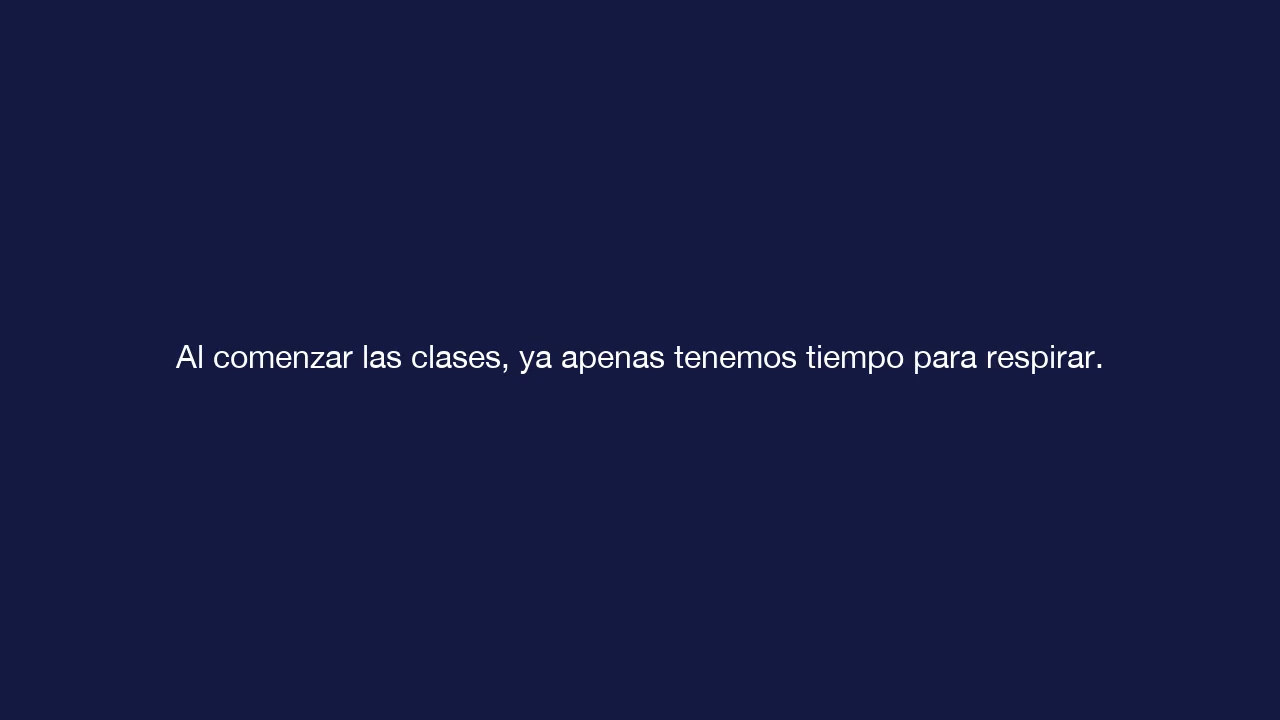 Al comenzar las clases, ya apenas tenemos tiempo para respirar.